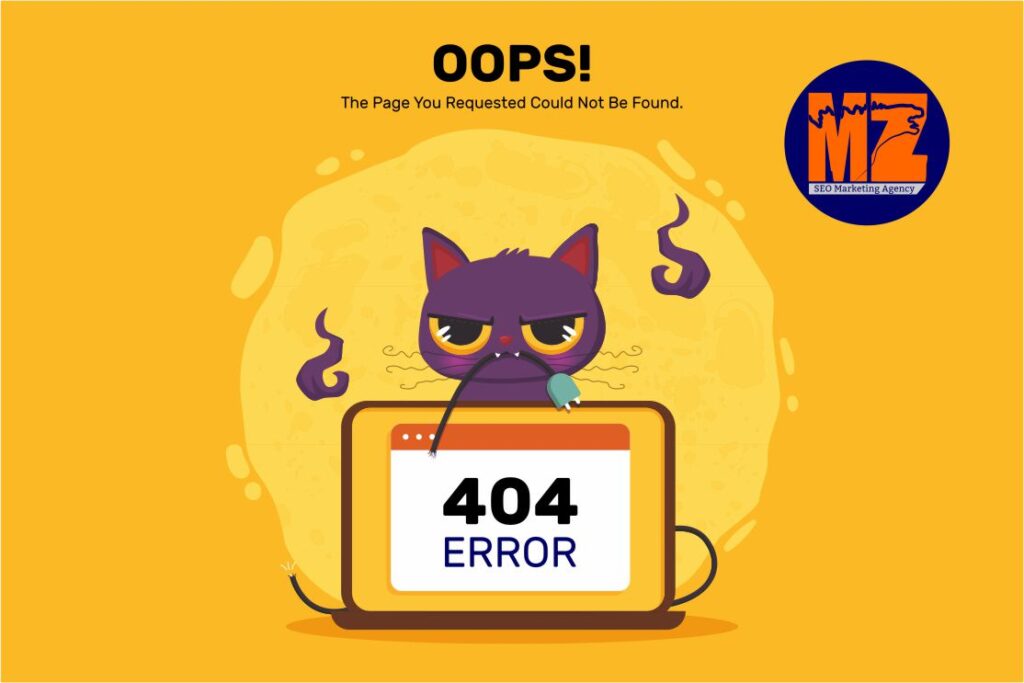 OOPS!
The Page You Requested Could Not Be Found.
MZ
SEO Marketing Agency
404
ERROR